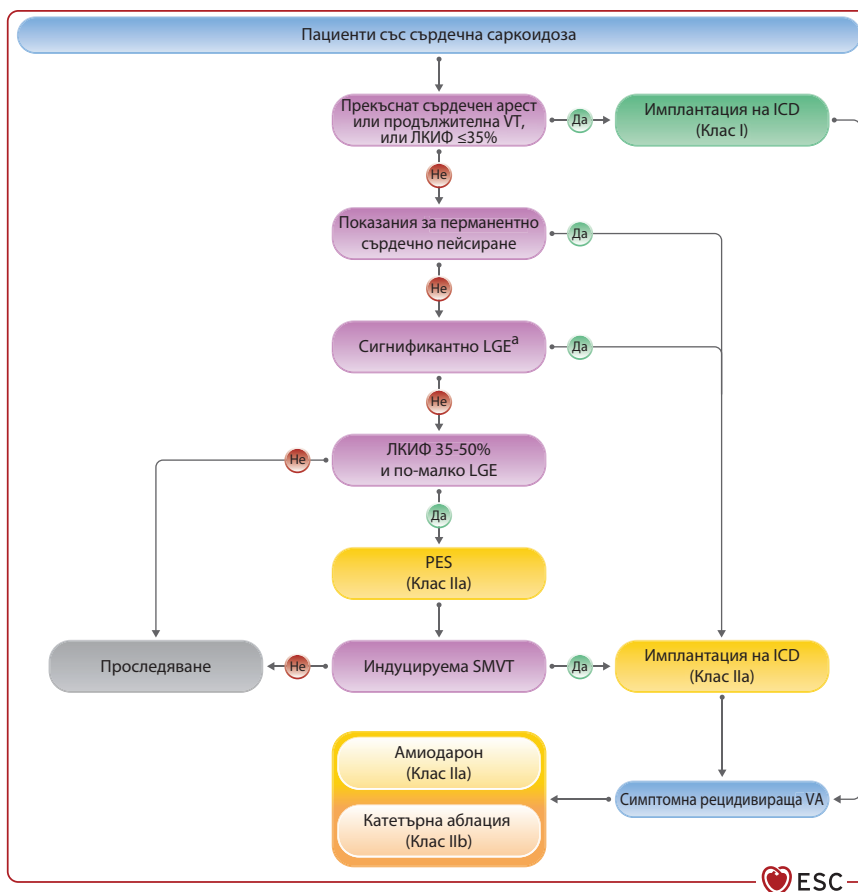 Пациенти със сърдечна саркоидоза
Прекъснат сърдечен арест
или продължителна VT,
или ЛКИФ ≤35%
Да
Имплантация на ICD
(Клас I)
Не
Показания за перманентно
сърдечно пейсиране
Да
Не
Сигнификантно LGEa
Да
Не
ЛКИФ 35-50%
и по-малко LGE
Не
Да
PES
(Клас IIa)
Проследяване
Не
Индуцируема SMVT
Да
Имплантация на ICD
(Клас IIa)
Амиодарон
(Клас IIa)
Катетърна аблация
(Клас IIb)
Симптомна рецидивираща VA
ESC